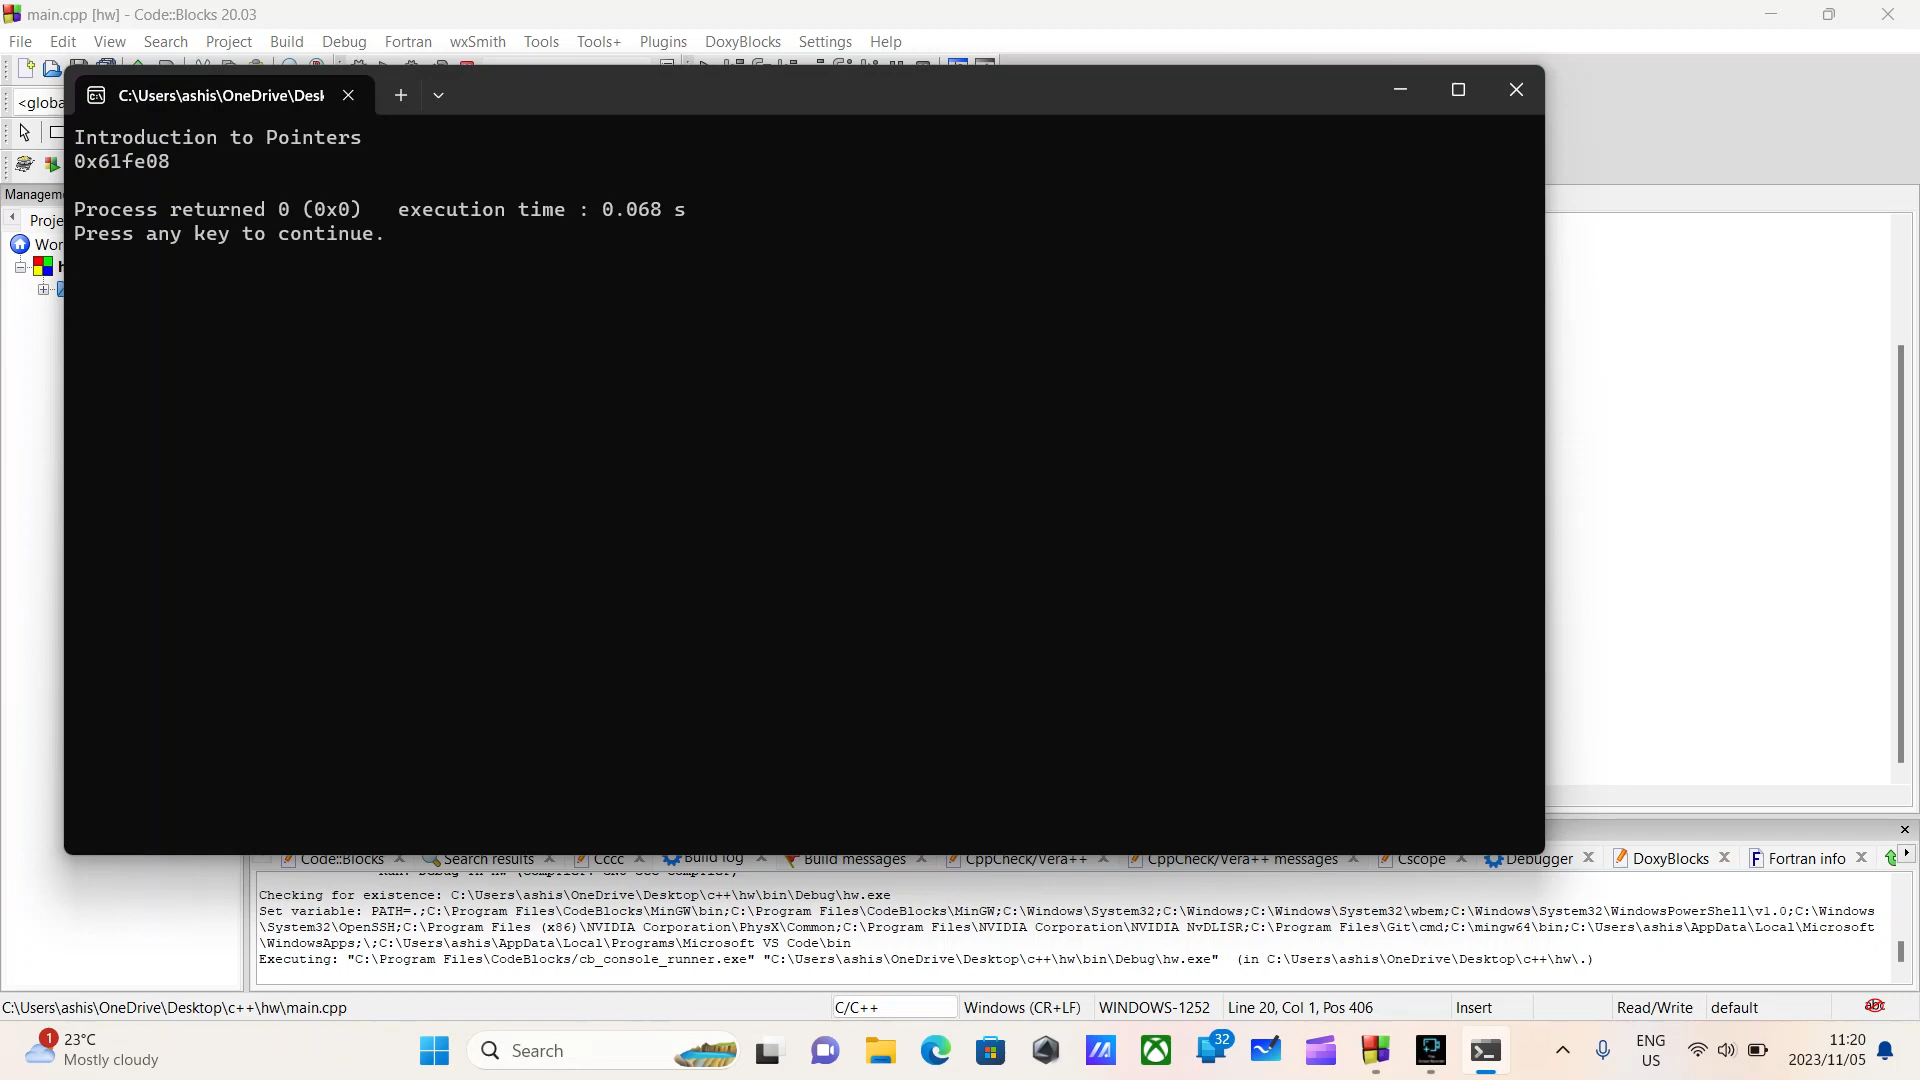 main.cpp [hw] - Code::Blocks 20.03
File Edit View Search Project Build Debug Fortran wxSmith Tools Tools+ Plugins DoxyBlocks Settings Help
C:\Users\ashis\OneDrive\Desk
<globa
Introduction to Pointers
0x61fe08
Process returned 0 (0x0)   execution time : 0.068 s
Press any key to continue.
Managem
Proje
Wor
h
Code::Blocks Search results Cccc Build log Build messages CppCheck/Vera++ CppCheck/Vera++ messages Cscope Debugger DoxyBlocks Fortran info
Checking for existence: C:\Users\ashis\OneDrive\Desktop\c++\hw\bin\Debug\hw.exe
Set variable: PATH=.;C:\Program Files\CodeBlocks\MinGW\bin;C:\Program Files\CodeBlocks\MinGW;C:\Windows\System32;C:\Windows;C:\Windows\System32\wbem;C:\Windows\System32\WindowsPowerShell\v1.0;C:\Windows
\System32\OpenSSH;C:\Program Files (x86)\NVIDIA Corporation\PhysX\Common;C:\Program Files\NVIDIA Corporation\NVIDIA NvDLISR;C:\Program Files\Git\cmd;C:\mingw64\bin;C:\Users\ashis\AppData\Local\Microsoft
\WindowsApps;\;C:\Users\ashis\AppData\Local\Programs\Microsoft VS Code\bin
Executing: "C:\Program Files\CodeBlocks/cb_console_runner.exe" "C:\Users\ashis\OneDrive\Desktop\c++\hw\bin\Debug\hw.exe"  (in C:\Users\ashis\OneDrive\Desktop\c++\hw\.)
C:\Users\ashis\OneDrive\Desktop\c++\hw\main.cpp C/C++ Windows (CR+LF) WINDOWS-1252 Line 20, Col 1, Pos 406 Insert Read/Write default
1 23°C
Mostly cloudy
Search
32
ENG
US
11:20
2023/11/05